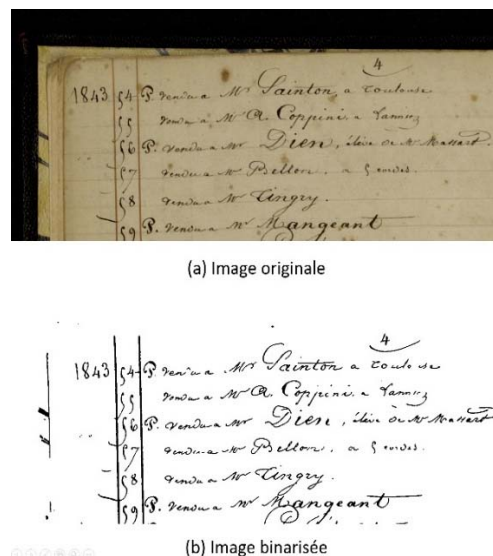 4
1843 54 P. vendu a Mr Sainton a Toulouse
55 vendu a Mr A. Coppini a
56 P. vendu a Mr Dien, élève de Mr Massart
57 vendu a Mr Bellon, a
58 vendu a Mr Tingry.
59 P. vendu a Mr Mangeant
(a) Image originale
4
1843 54 P. vendu a Mr Sainton a Toulouse
55 vendu a Mr A. Coppini a
56 P. vendu a Mr Dien, élève de Mr Massart
57 vendu a Mr Bellon, a
58 vendu a Mr Tingry.
59 P. vendu a Mr Mangeant
(b) Image binarisée